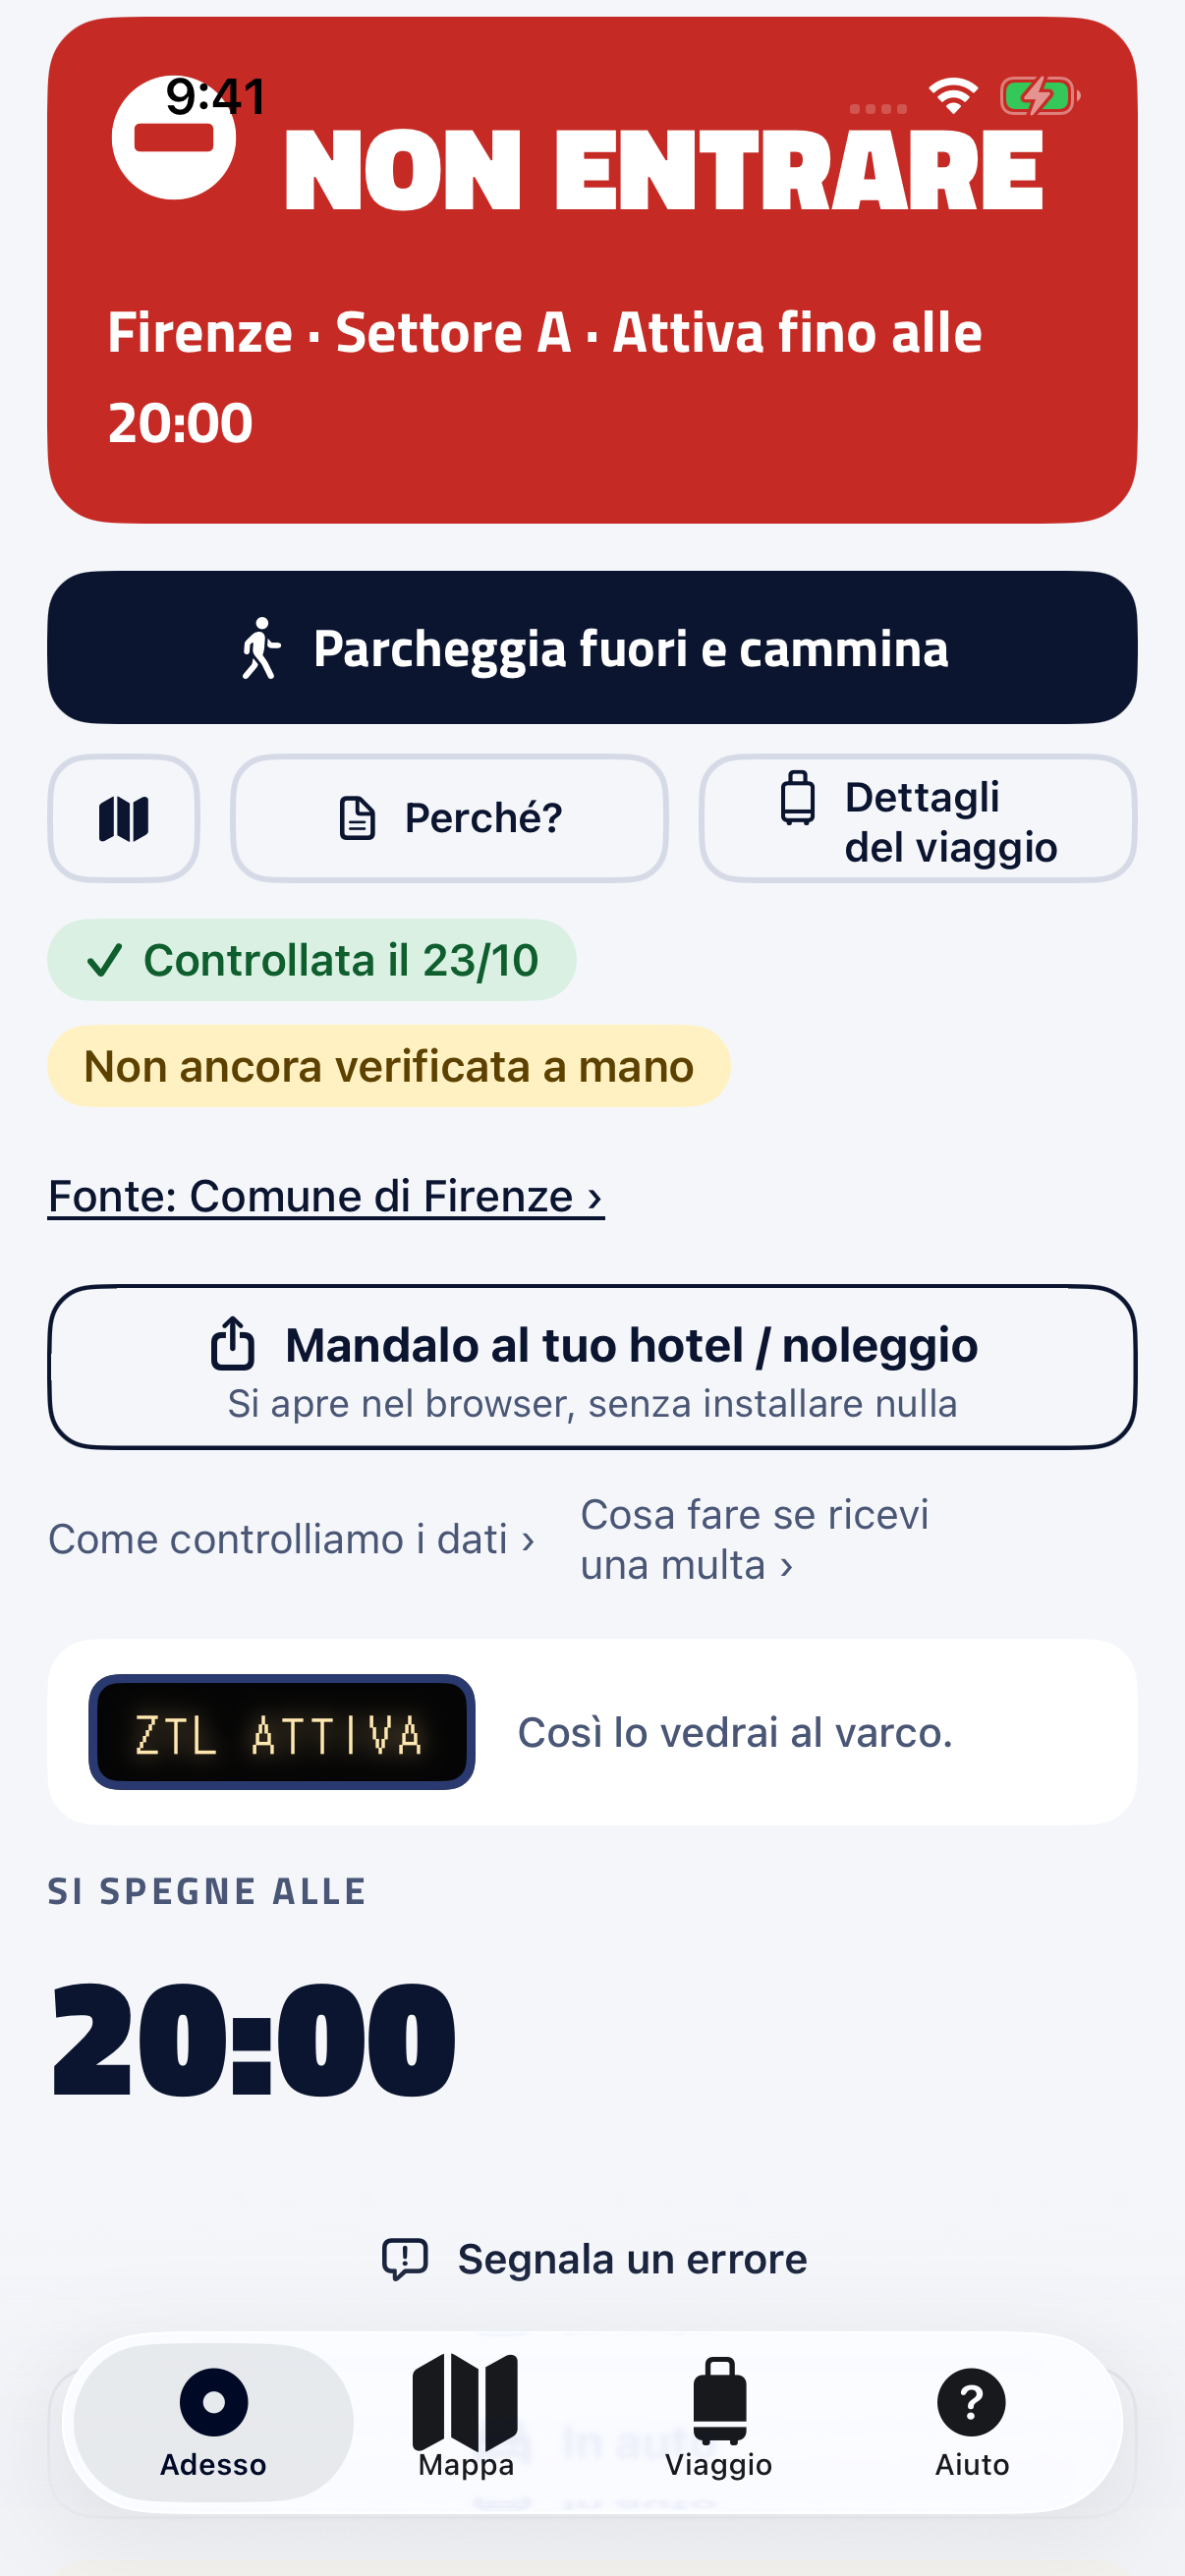 9:41
NON ENTRARE
Firenze · Settore A · Attiva fino alle
20:00
Parcheggia fuori e cammina
Perché?
Dettagli
del viaggio
Controllata il 23/10
Non ancora verificata a mano
Fonte: Comune di Firenze ›
Mandalo al tuo hotel / noleggio
Si apre nel browser, senza installare nulla
Come controlliamo i dati ›
Cosa fare se ricevi
una multa ›
ZTL ATTIVA
Così lo vedrai al varco.
SI SPEGNE ALLE
20:00
Segnala un errore
In auto
Adesso
Mappa
Viaggio
Aiuto